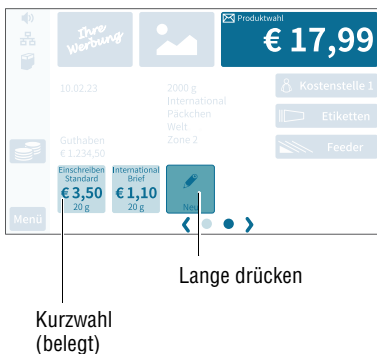 Ihre
Werbung
Produktwahl
€ 17,99
10.02.23
2000 g
International
Päckchen
Welt
Zone 2
Kostenstelle 1
Etiketten
Feeder
Guthaben
€ 1.234,50
Einschreiben
Standard
€ 3,50
20 g
International
Brief
€ 1,10
20 g
Neu
Menü
Lange drücken
Kurzwahl
(belegt)